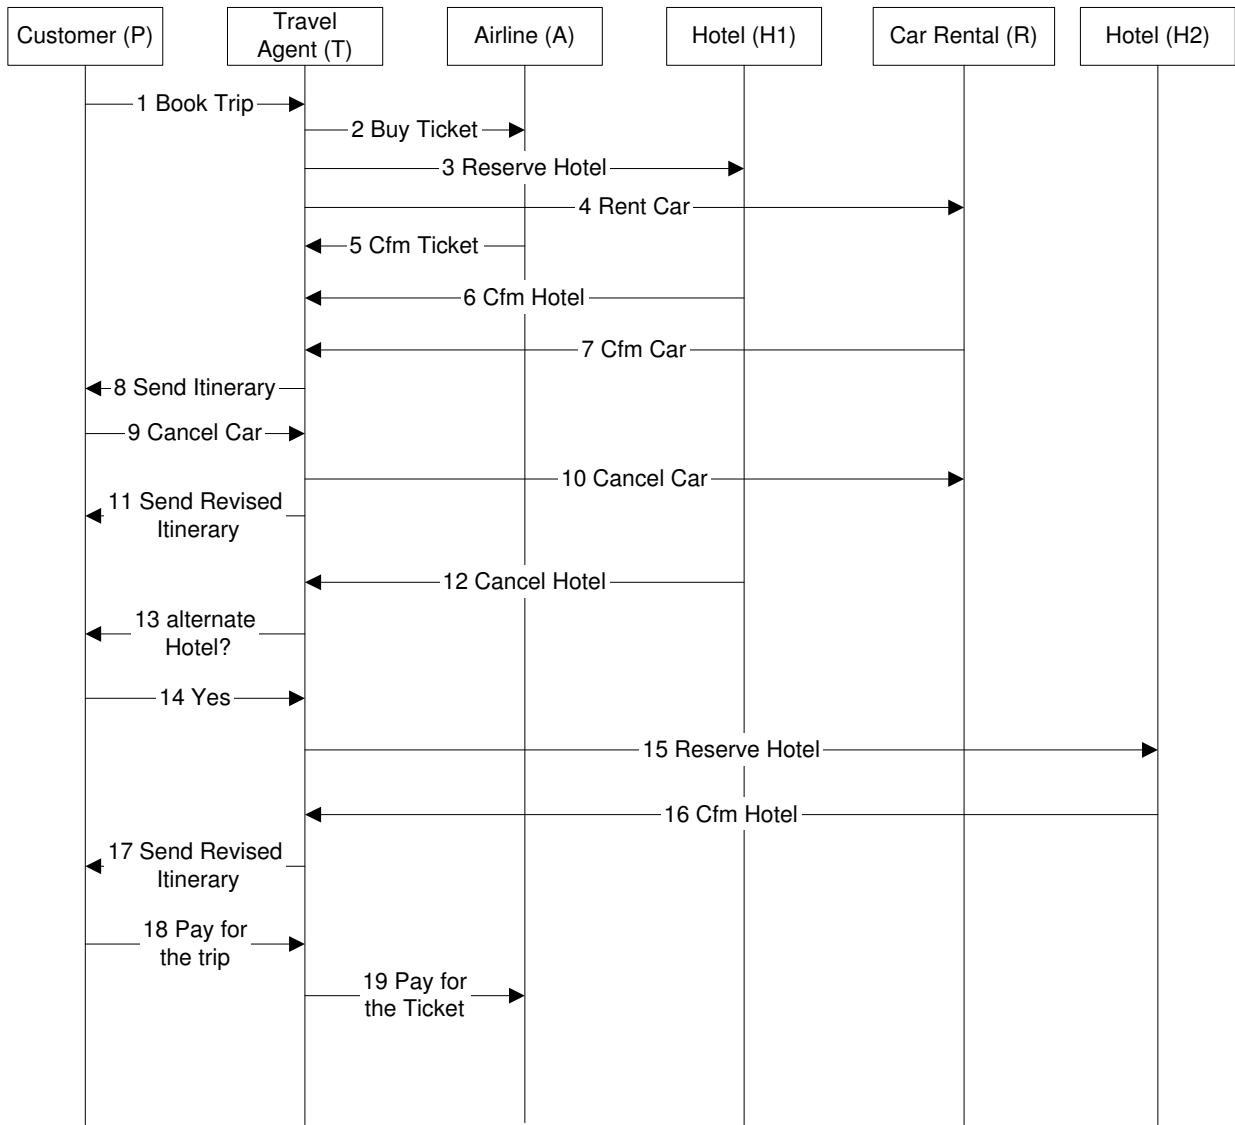 Customer (P)
Travel
Agent (T)
Airline (A)
Hotel (H1)
Car Rental (R)
Hotel (H2)
1 Book Trip
2 Buy Ticket
3 Reserve Hotel
4 Rent Car
5 Cfm Ticket
6 Cfm Hotel
7 Cfm Car
8 Send Itinerary
9 Cancel Car
10 Cancel Car
11 Send Revised
Itinerary
12 Cancel Hotel
13 alternate
Hotel?
14 Yes
15 Reserve Hotel
16 Cfm Hotel
17 Send Revised
Itinerary
18 Pay for
the trip
19 Pay for
the Ticket